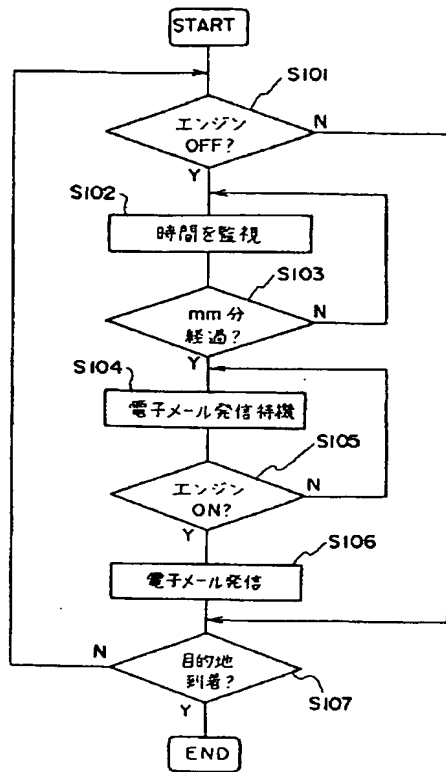 START
S101
エンジン
OFF?
N
Y
S102
時間を監視
S103
mm分
経過?
N
Y
S104
電子メール発信待機
S105
エンジン
ON?
N
Y
S106
電子メール発信
N
目的地
到着?
S107
Y
END